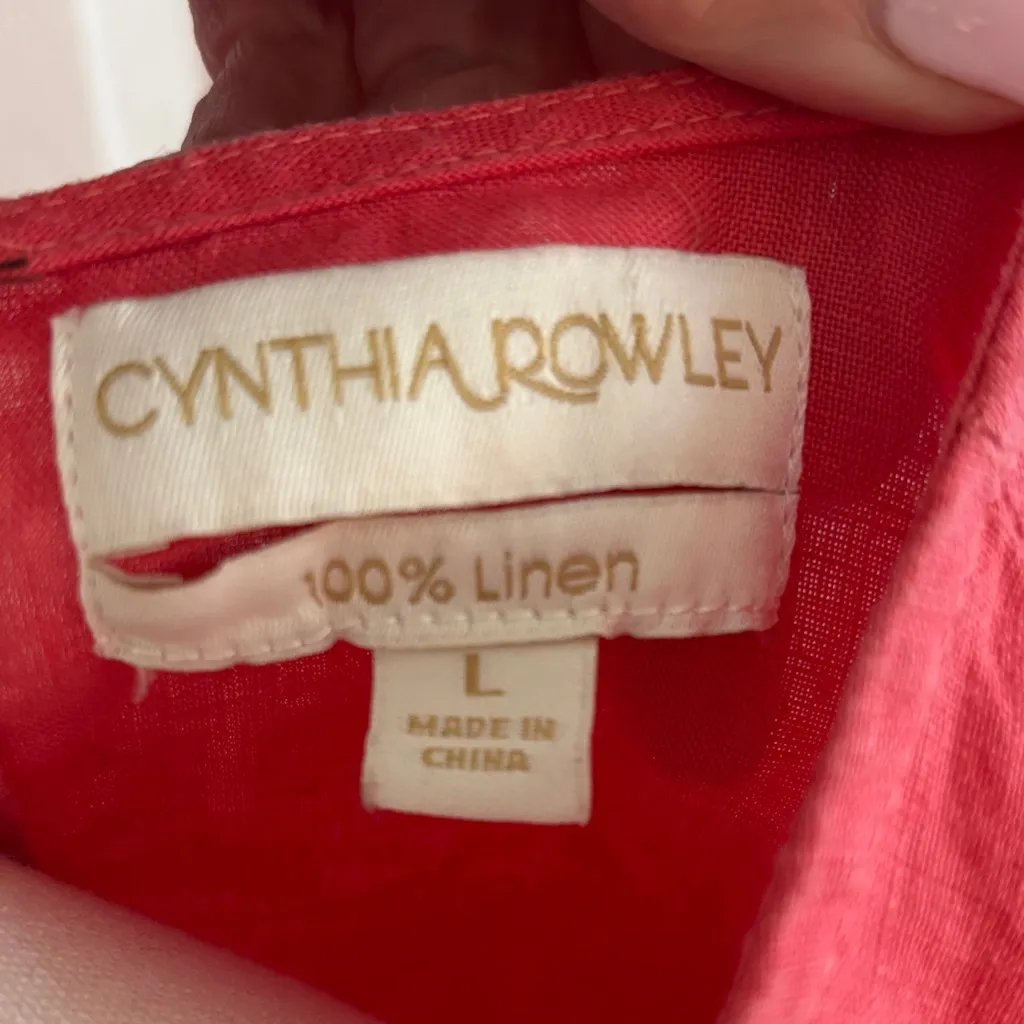 CYNTHIA ROWLEY
100% Linen
L
MADE IN
CHINA